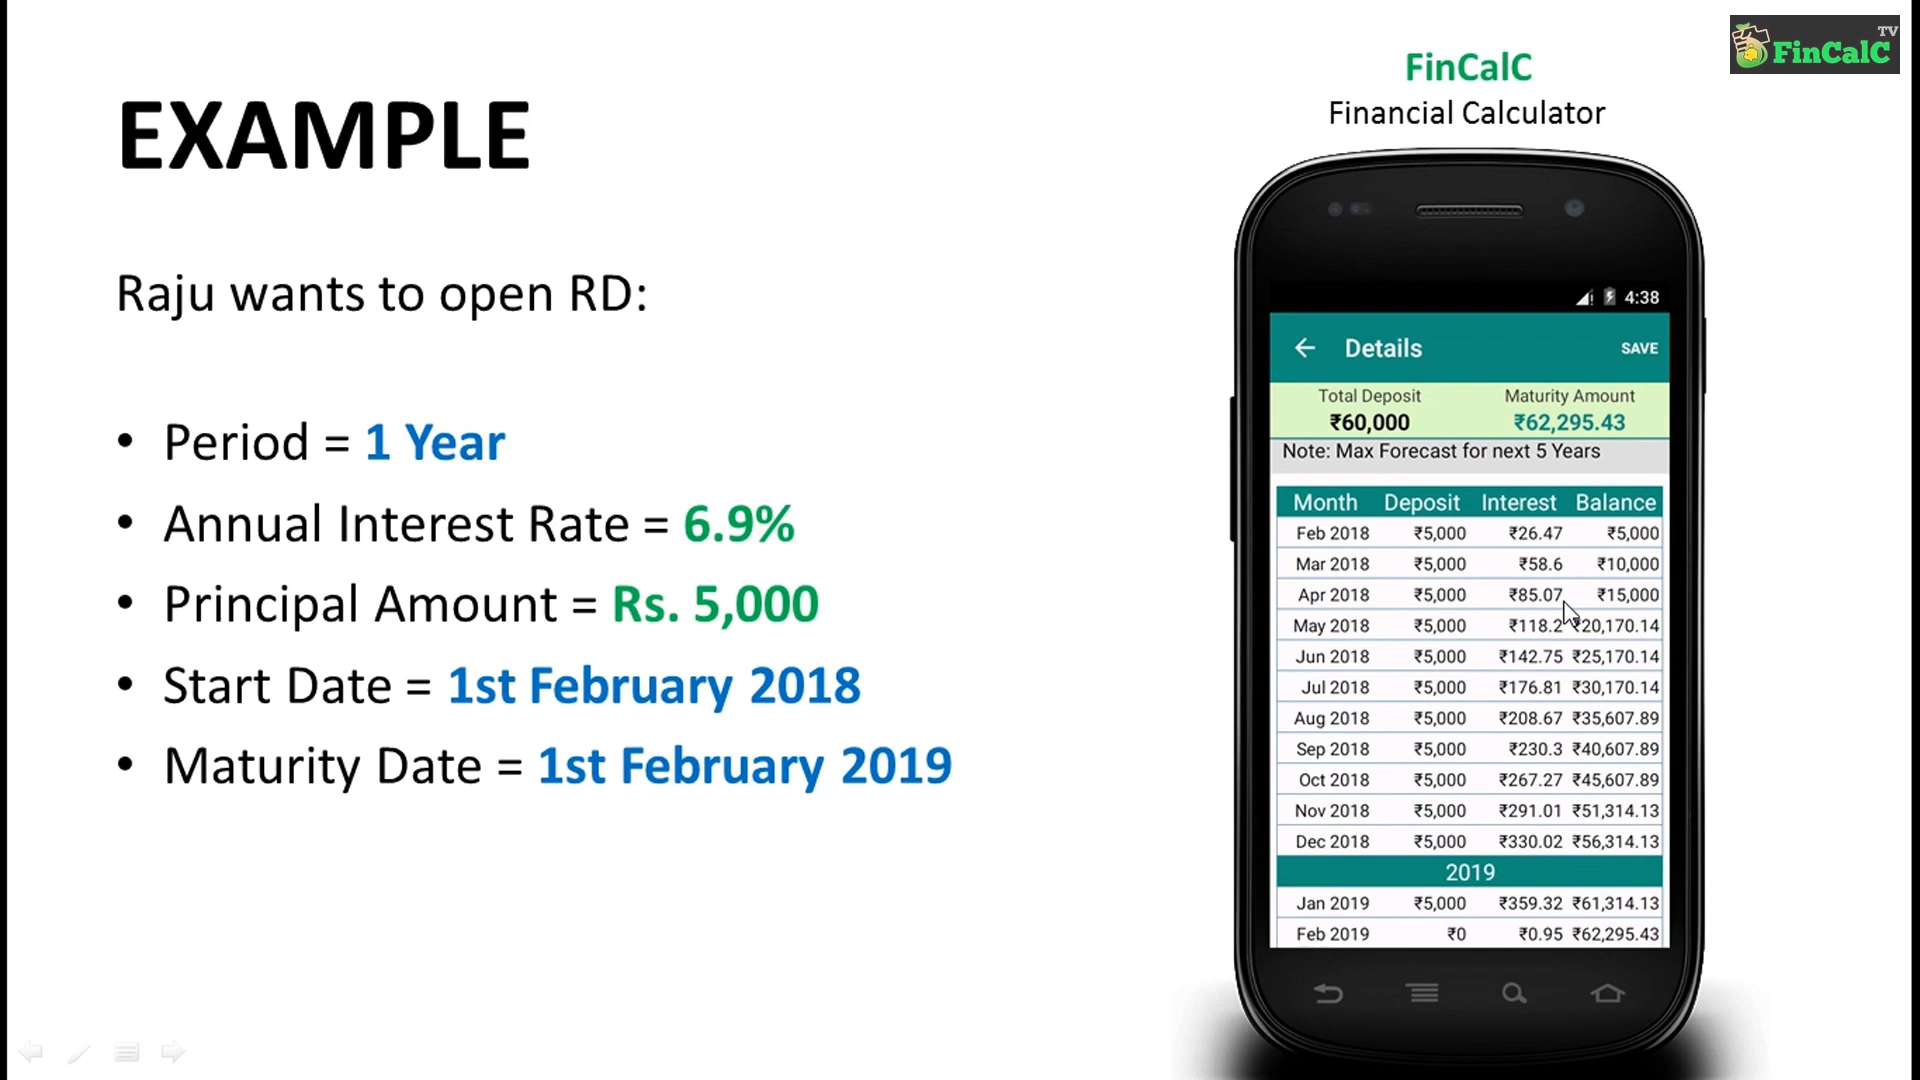 TV
FinCalC
FinCalC
Financial Calculator
EXAMPLE
Raju wants to open RD:
• Period = 1 Year
• Annual Interest Rate = 6.9%
• Principal Amount = Rs. 5,000
• Start Date = 1st February 2018
• Maturity Date = 1st February 2019
4:38
Details SAVE
Total Deposit Maturity Amount
₹60,000 ₹62,295.43
Note: Max Forecast for next 5 Years
Month Deposit Interest Balance
Feb 2018 ₹5,000 ₹26.47 ₹5,000
Mar 2018 ₹5,000 ₹58.6 ₹10,000
Apr 2018 ₹5,000 ₹85.07 ₹15,000
May 2018 ₹5,000 ₹118.2 ₹20,170.14
Jun 2018 ₹5,000 ₹142.75 ₹25,170.14
Jul 2018 ₹5,000 ₹176.81 ₹30,170.14
Aug 2018 ₹5,000 ₹208.67 ₹35,607.89
Sep 2018 ₹5,000 ₹230.3 ₹40,607.89
Oct 2018 ₹5,000 ₹267.27 ₹45,607.89
Nov 2018 ₹5,000 ₹291.01 ₹51,314.13
Dec 2018 ₹5,000 ₹330.02 ₹56,314.13
2019
Jan 2019 ₹5,000 ₹359.32 ₹61,314.13
Feb 2019 ₹0 ₹0.95 ₹62,295.43